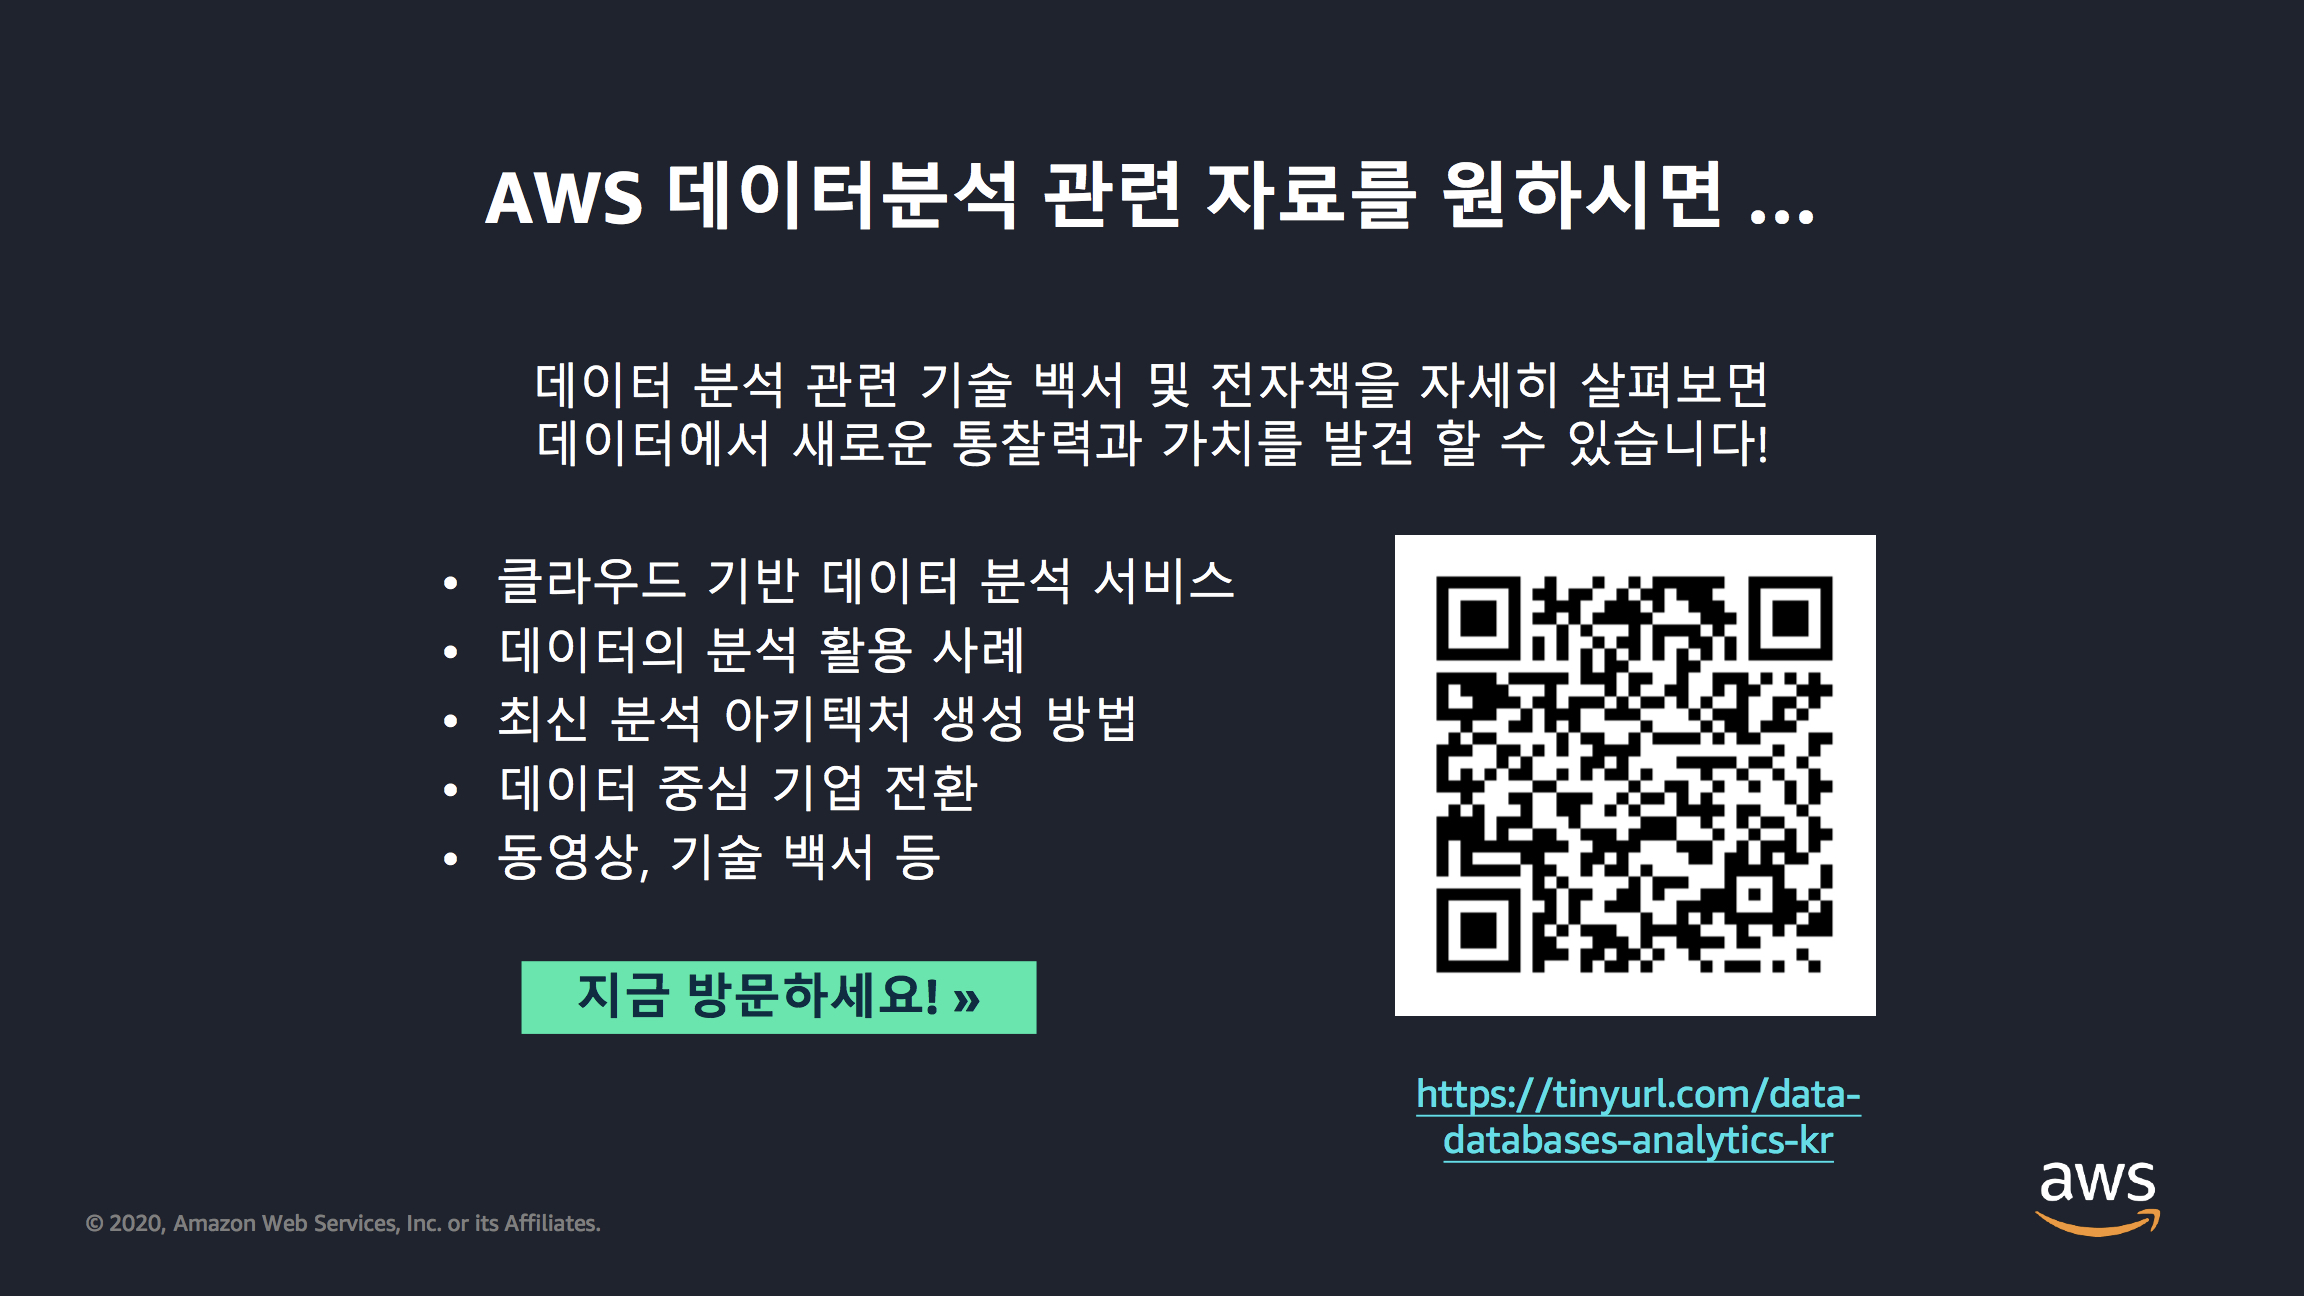 AWS 데이터분석 관련 자료를 원하시면 ...
데이터 분석 관련 기술 백서 및 전자책을 자세히 살펴보면
데이터에서 새로운 통찰력과 가치를 발견 할 수 있습니다!
• 클라우드 기반 데이터 분석 서비스
• 데이터의 분석 활용 사례
• 최신 분석 아키텍처 생성 방법
• 데이터 중심 기업 전환
• 동영상, 기술 백서 등
지금 방문하세요! »
https://tinyurl.com/data-
databases-analytics-kr
© 2020, Amazon Web Services, Inc. or its Affiliates.
aws